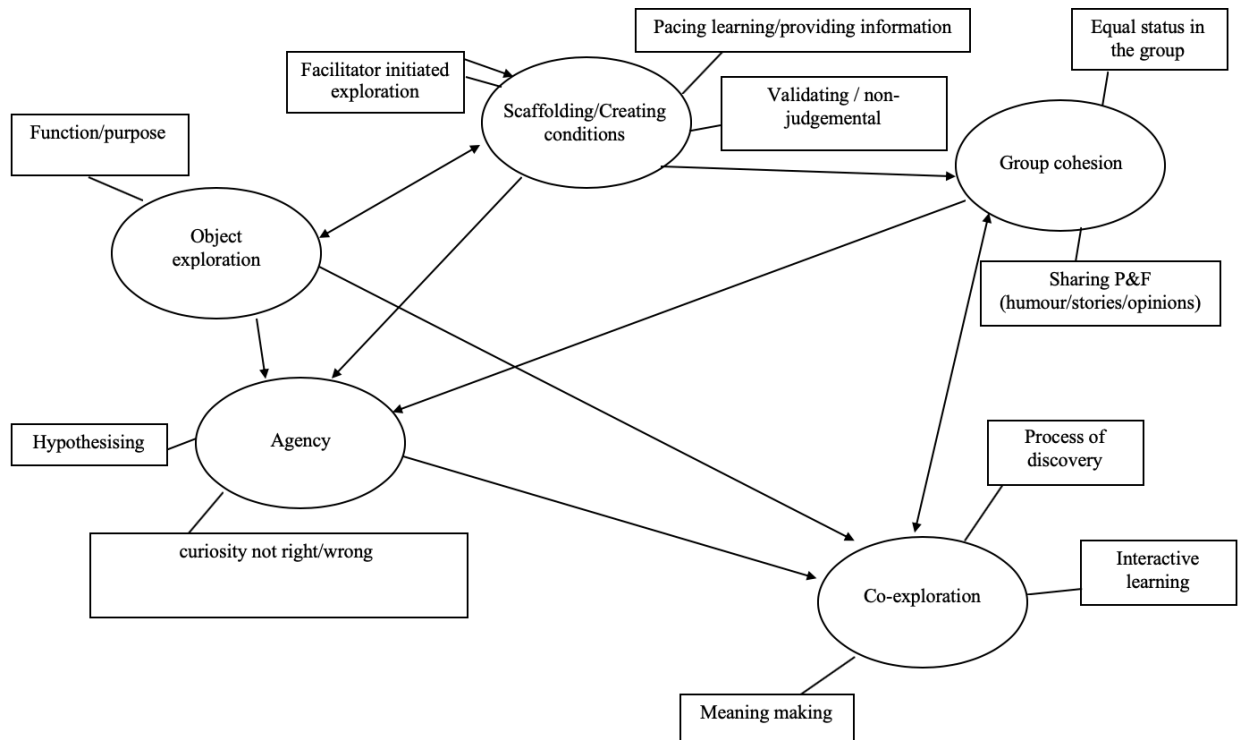 Pacing learning/providing information
Equal status in
the group
Facilitator initiated
exploration
Scaffolding/Creating
conditions
Validating / non-
judgemental
Function/purpose
Group cohesion
Object
exploration
Sharing P&F
(humour/stories/opinions)
Hypothesising
Agency
Process of
discovery
curiosity not right/wrong
Interactive
learning
Co-exploration
Meaning making